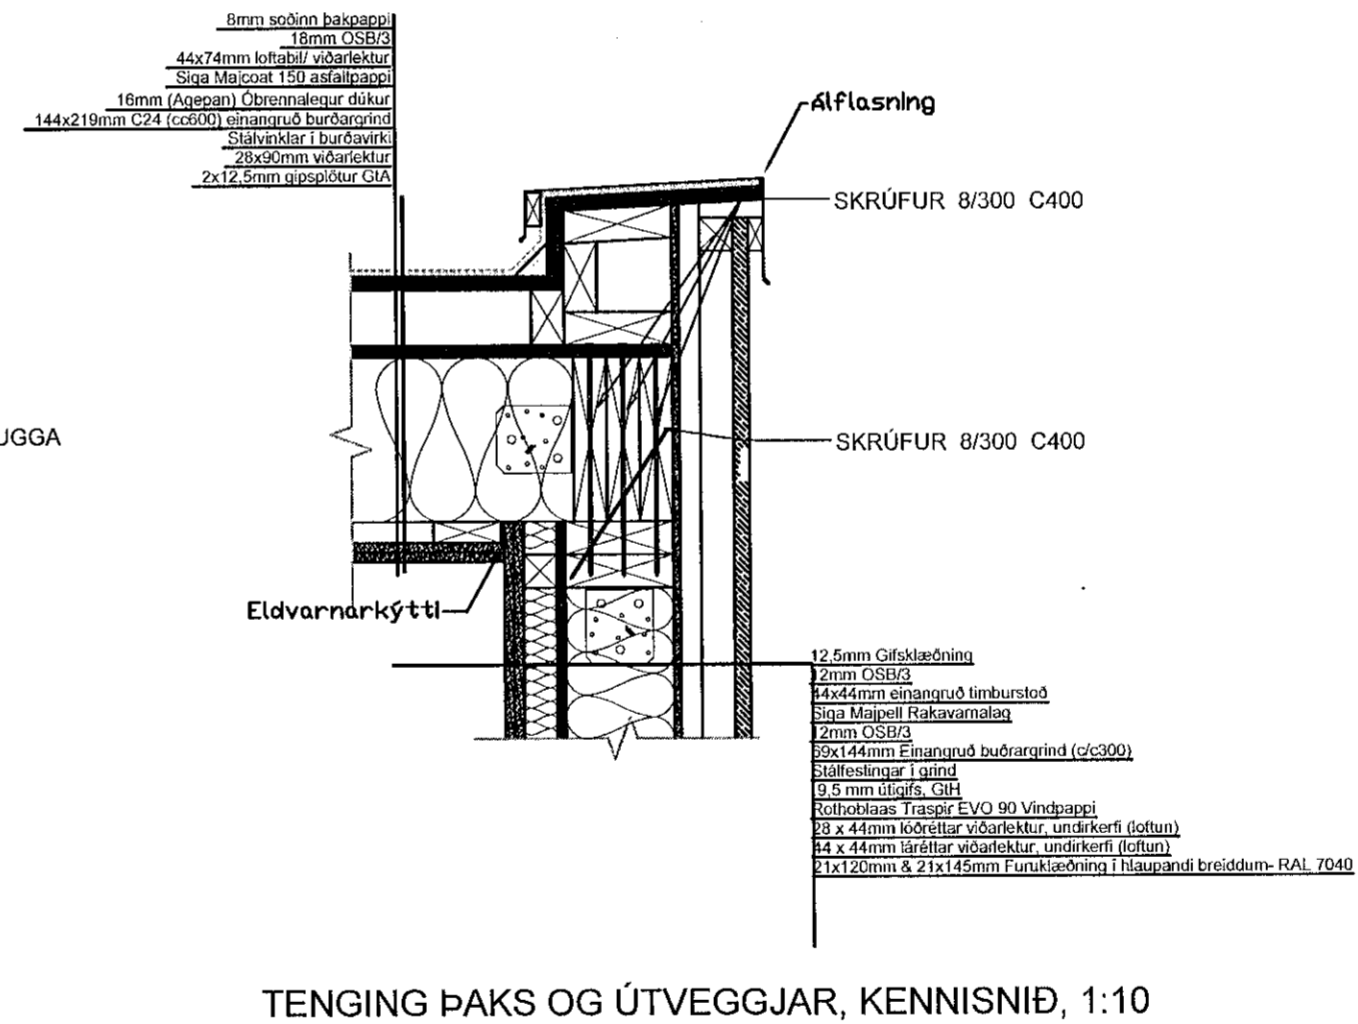 8mm soðinn þakpappi
18mm OSB/3
44x74mm loftabil/ viðarlektur
Siga Majcoat 150 asfaltpappi
16mm (Agepan) Óbrennalegur dúkur
144x219mm C24 (cc600) einangruð burðargrind
Stálvinklar í burðavirki
28x90mm viðarlektur
2x12,5mm gipsplötur GtA
Álflasning
SKRÚFUR 8/300 C400
UGGA
SKRÚFUR 8/300 C400
Eldvarnarkýtti
12,5mm Gifsklæðning
12mm OSB/3
44x44mm einangruð timburstoð
Siga Majpell Rakavarnalag
12mm OSB/3
69x144mm Einangruð buðrargrind (c/c300)
Stálfestingar í grind
9,5 mm útigifs, GtH
Rothoblaas Traspir EVO 90 Vindpappi
28 x 44mm lóðréttar viðarlektur, undirkerfi (loftun)
44 x 44mm láréttar viðarlektur, undirkerfi (loftun)
21x120mm & 21x145mm Furuklæðning í hlaupandi breiddum- RAL 7040
TENGING ÞAKS OG ÚTVEGGJAR, KENNISNIÐ, 1:10